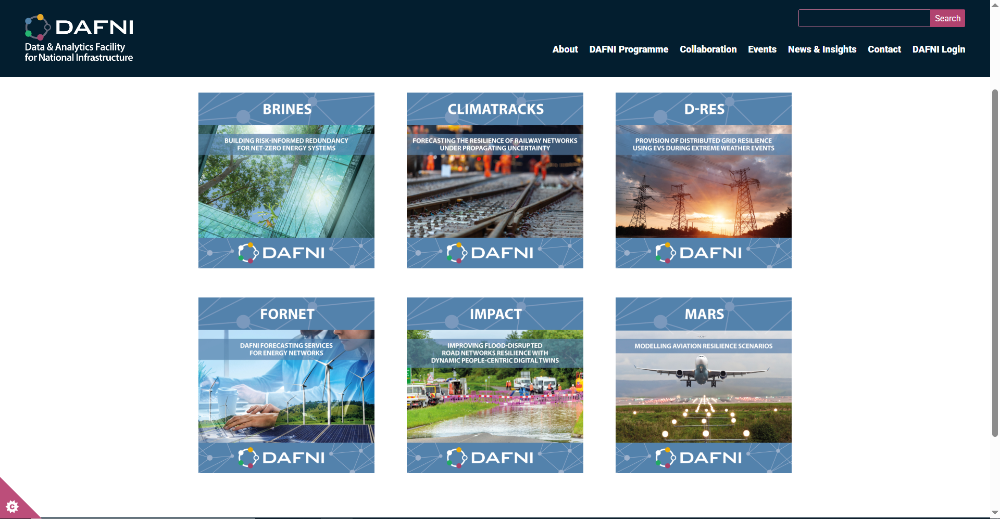 DAFNI
Data & Analytics Facility
for National Infrastructure
Search
About DAFNI Programme Collaboration Events News & Insights Contact DAFNI Login
BRINES
BUILDING RISK-INFORMED REDUNDANCY
FOR NET-ZERO ENERGY SYSTEMS
DAFNI
CLIMATRACKS
FORECASTING THE RESILIENCE OF RAILWAY NETWORKS
UNDER PROPAGATING UNCERTAINTY
DAFNI
D-RES
PROVISION OF DISTRIBUTED GRID RESILIENCE
USING EVS DURING EXTREME WEATHER EVENTS
DAFNI
FORNET
DAFNI FORECASTING SERVICES
FOR ENERGY NETWORKS
DAFNI
IMPACT
IMPROVING FLOOD-DISRUPTED
ROAD NETWORKS RESILIENCE WITH
DYNAMIC PEOPLE-CENTRIC DIGITAL TWINS
DAFNI
MARS
MODELLING AVIATION RESILIENCE SCENARIOS
DAFNI
C